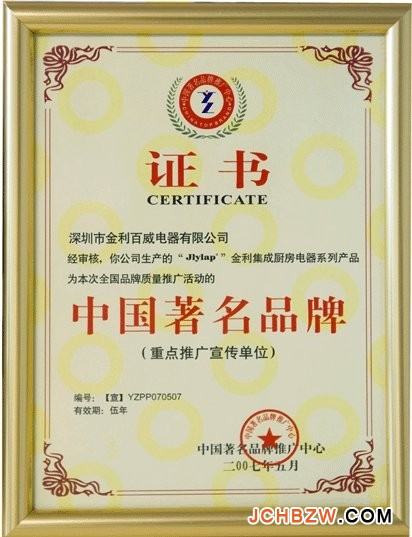 中国著名品牌推广中心
YZ
CHINATOPBRAND
证书
CERTIFICATE
深圳市金利百威电器有限公司
经审核，你公司生产的“Jlylap'”金利集成厨房电器系列产品
为本次全国品牌质量推广活动的
中国著名品牌
（重点推广宣传单位）
编号：【宣】YZPP070507
有效期：伍年
中国著名品牌推广中心
中国著名品牌推广中心
二00七年五月
JCHBZW.COM